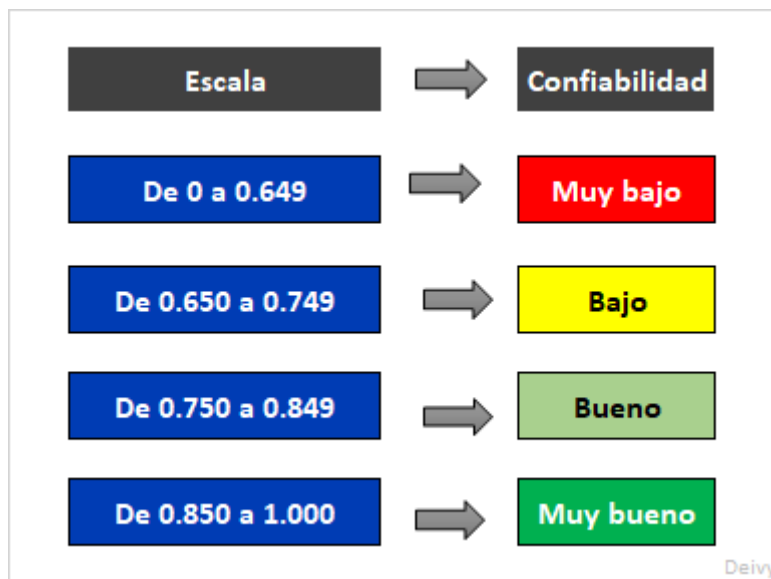 Escala
Confiabilidad
De 0 a 0.649
Muy bajo
De 0.650 a 0.749
Bajo
De 0.750 a 0.849
Bueno
De 0.850 a 1.000
Muy bueno
Deivy